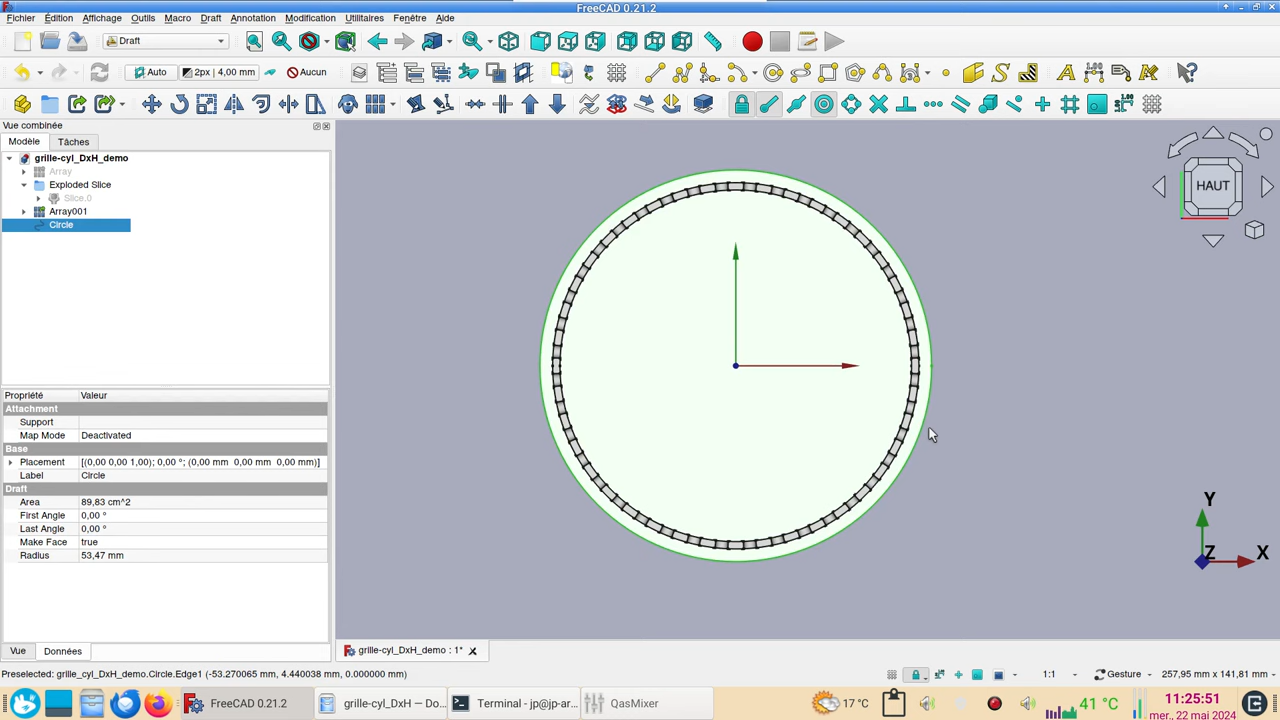 FreeCAD 0.21.2
Fichier Édition Affichage Outils Macro Draft Annotation Modification Utilitaires Fenêtre Aide
Draft
Auto 2px | 4,00 mm Aucun
Vue combinée
Modèle Tâches
grille-cyl_DxH_demo
Array
Exploded Slice
Slice.0
Array001
Circle
HAUT
Propriété Valeur
Attachment
Support
Map Mode Deactivated
Base
Placement [(0,00 0,00 1,00); 0,00 °; (0,00 mm 0,00 mm 0,00 mm)]
Label Circle
Draft
Area 89,83 cm^2
First Angle 0,00 °
Last Angle 0,00 °
Make Face true
Radius 53,47 mm
Y
Z X
Vue Données
grille-cyl_DxH_demo : 1*
Preselected: grille_cyl_DxH_demo.Circle.Edge1 (-53.270065 mm, 4.440038 mm, 0.000000 mm)
1:1 Gesture 257,95 mm x 141,81 mm
FreeCAD 0.21.2 grille-cyl_DxH — Do... Terminal - jp@jp-ar... QasMixer 17 °C 41 °C 11:25:51
mer., 22 mai 2024